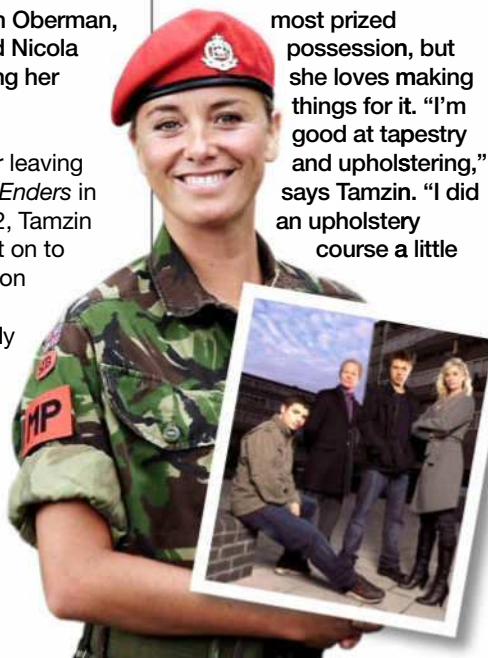 n Oberman,
d Nicola
ng her
r leaving
Enders in
2, Tamzin
t on to
on
ly
most prized
possession, but
she loves making
things for it. “I’m
good at tapestry
and upholstering,”
says Tamzin. “I did
an upholstery
course a little
MP